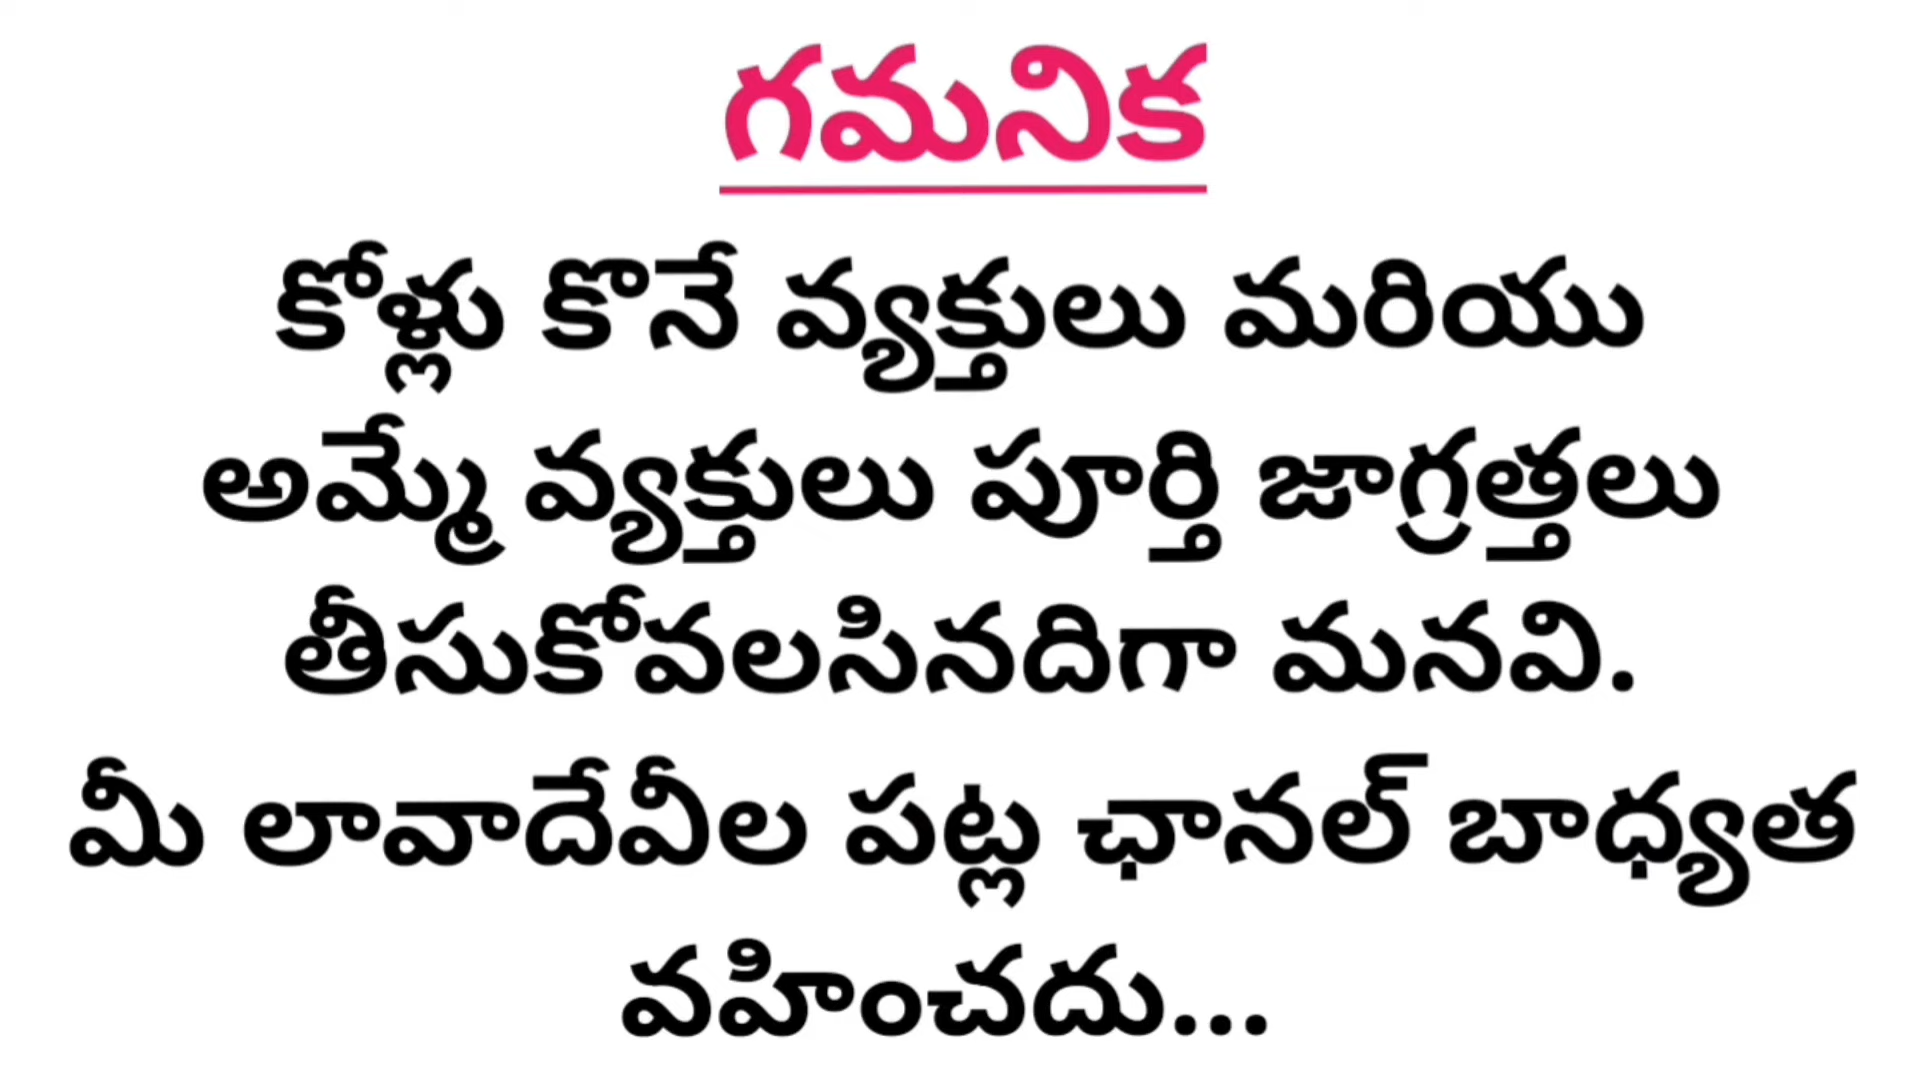 గమనిక
కోళ్లు కొనే వ్యక్తులు మరియు
అమ్మే వ్యక్తులు పూర్తి జాగ్రత్తలు
తీసుకోవలసినదిగా మనవి.
మీ లావాదేవీల పట్ల ఛానల్ బాధ్యత
వహించదు...